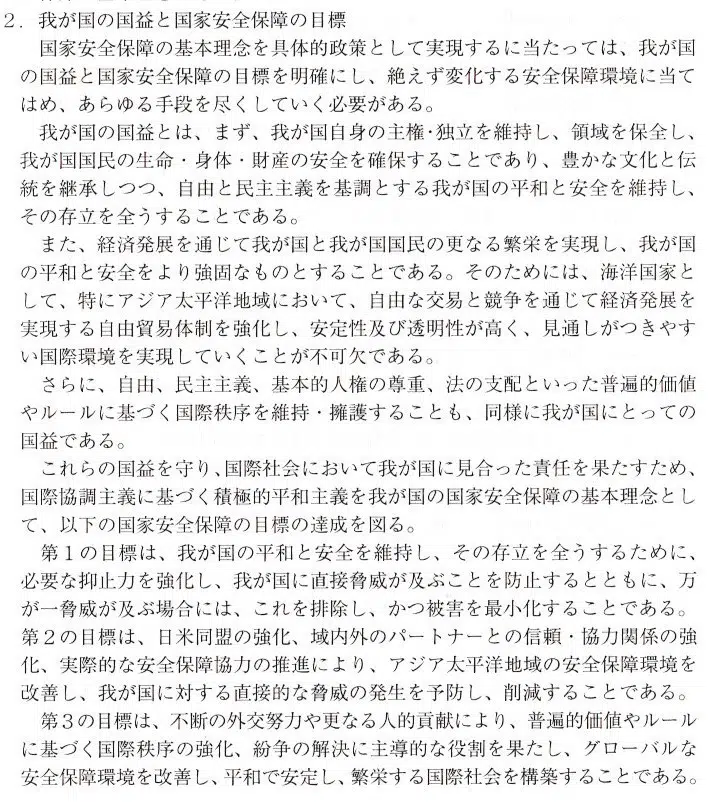 ２．我が国の国益と国家安全保障の目標
国家安全保障の基本理念を具体的政策として実現するに当たっては、我が国
の国益と国家安全保障の目標を明確にし、絶えず変化する安全保障環境に当て
はめ、あらゆる手段を尽くしていく必要がある。
我が国の国益とは、まず、我が国自身の主権・独立を維持し、領域を保全し、
我が国国民の生命・身体・財産の安全を確保することであり、豊かな文化と伝
統を継承しつつ、自由と民主主義を基調とする我が国の平和と安全を維持し、
その存立を全うすることである。
また、経済発展を通じて我が国と我が国国民の更なる繁栄を実現し、我が国
の平和と安全をより強固なものとすることである。そのためには、海洋国家と
して、特にアジア太平洋地域において、自由な交易と競争を通じて経済発展を
実現する自由貿易体制を強化し、安定性及び透明性が高く、見通しがつきやす
い国際環境を実現していくことが不可欠である。
さらに、自由、民主主義、基本的人権の尊重、法の支配といった普遍的価値
やルールに基づく国際秩序を維持・擁護することも、同様に我が国にとっての
国益である。
これらの国益を守り、国際社会において我が国に見合った責任を果たすため、
国際協調主義に基づく積極的平和主義を我が国の国家安全保障の基本理念とし
て、以下の国家安全保障の目標の達成を図る。
第１の目標は、我が国の平和と安全を維持し、その存立を全うするために、
必要な抑止力を強化し、我が国に直接脅威が及ぶことを防止するとともに、万
が一脅威が及ぶ場合には、これを排除し、かつ被害を最小化することである。
第２の目標は、日米同盟の強化、域内外のパートナーとの信頼・協力関係の強
化、実際的な安全保障協力の推進により、アジア太平洋地域の安全保障環境を
改善し、我が国に対する直接的な脅威の発生を予防し、削減することである。
第３の目標は、不断の外交努力や更なる人的貢献により、普遍的価値やルール
に基づく国際秩序の強化、紛争の解決に主導的な役割を果たし、グローバルな
安全保障環境を改善し、平和で安定し、繁栄する国際社会を構築することである。